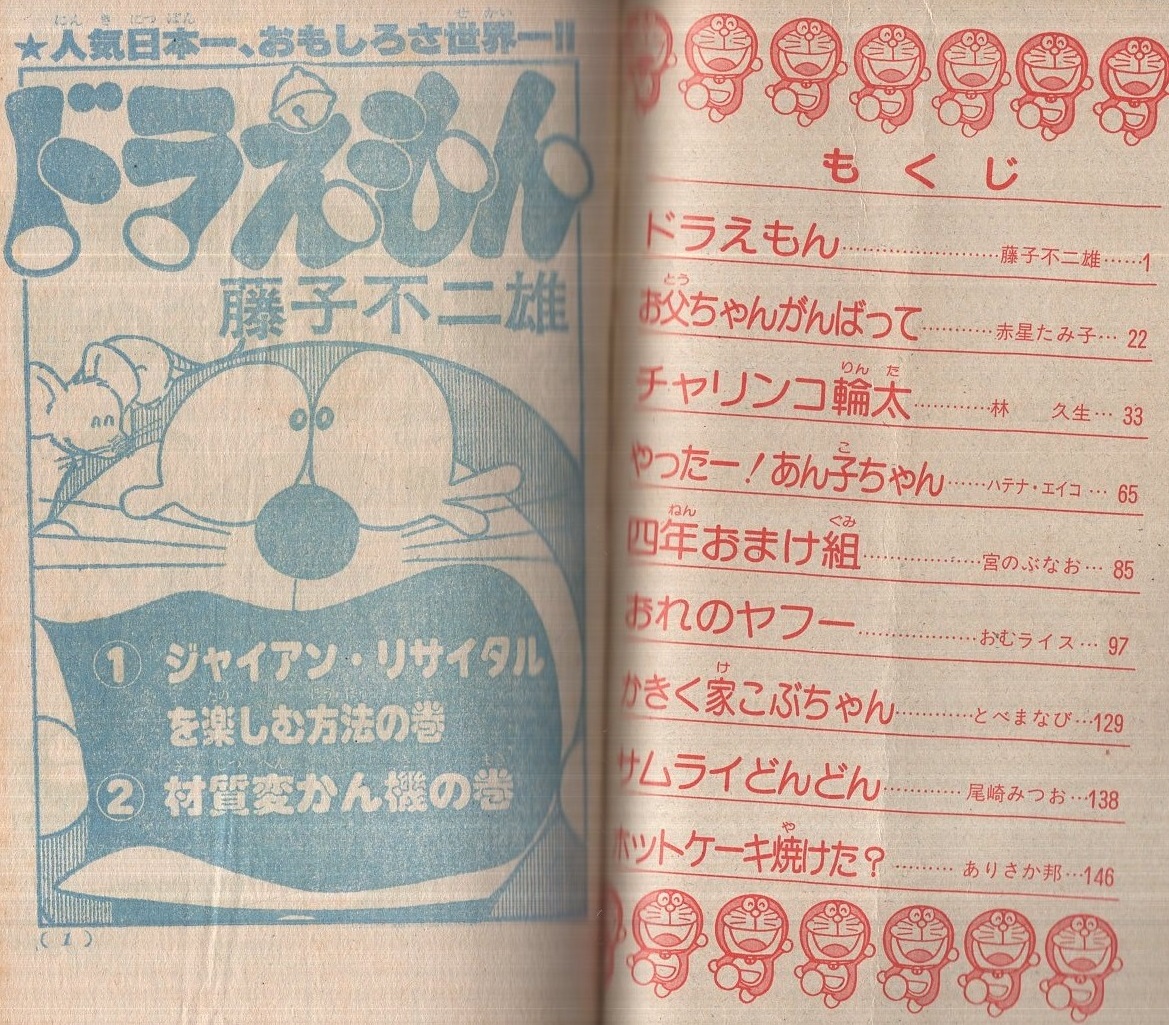 ★人気日本一、おもしろさ世界一!!
ドラえもん
藤子不二雄
① ジャイアン・リサイタル
を楽しむ方法の巻
② 材質変かん機の巻
(1)
もくじ
ドラえもん……藤子不二雄……1
お父ちゃんがんばって……赤星たみ子…22
チャリンコ輪太……林 久生…33
やったー！あん子ちゃん……ハテナ・エイコ…65
四年おまけ組……宮のぶなお…85
おれのヤフー……おむライス…97
かきく家こぶちゃん……とべまなぶ…129
サムライどんどん……尾崎みつお…138
ホットケーキ焼けた？……ありさか邦…146